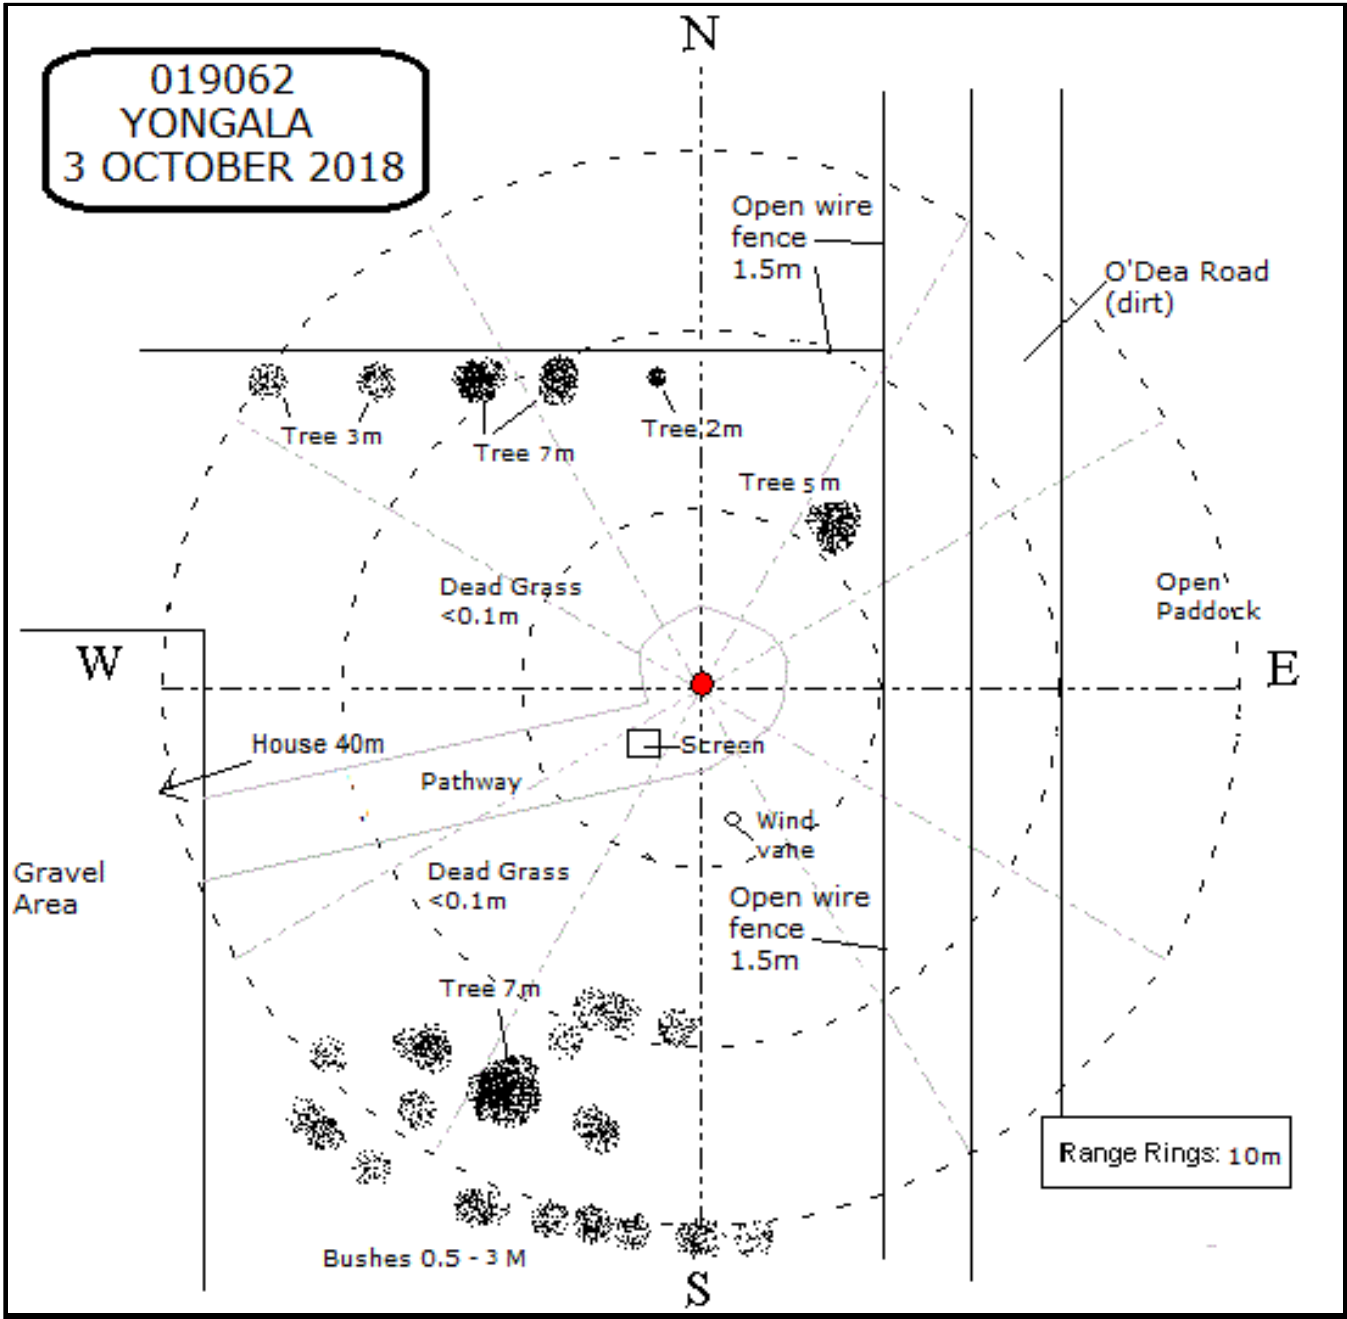 N
019062
YONGALA
3 OCTOBER 2018
Open wire
fence
1.5m
O'Dea Road
(dirt)
Tree 3m
Tree 7m
Tree 2m
Tree 5m
Dead Grass
<0.1m
Open
Paddock
W
E
House 40m
Screen
Pathway
Wind
vane
Gravel
Area
Dead Grass
<0.1m
Open wire
fence
1.5m
Tree 7m
Range Rings: 10m
Bushes 0.5 - 3 M
S